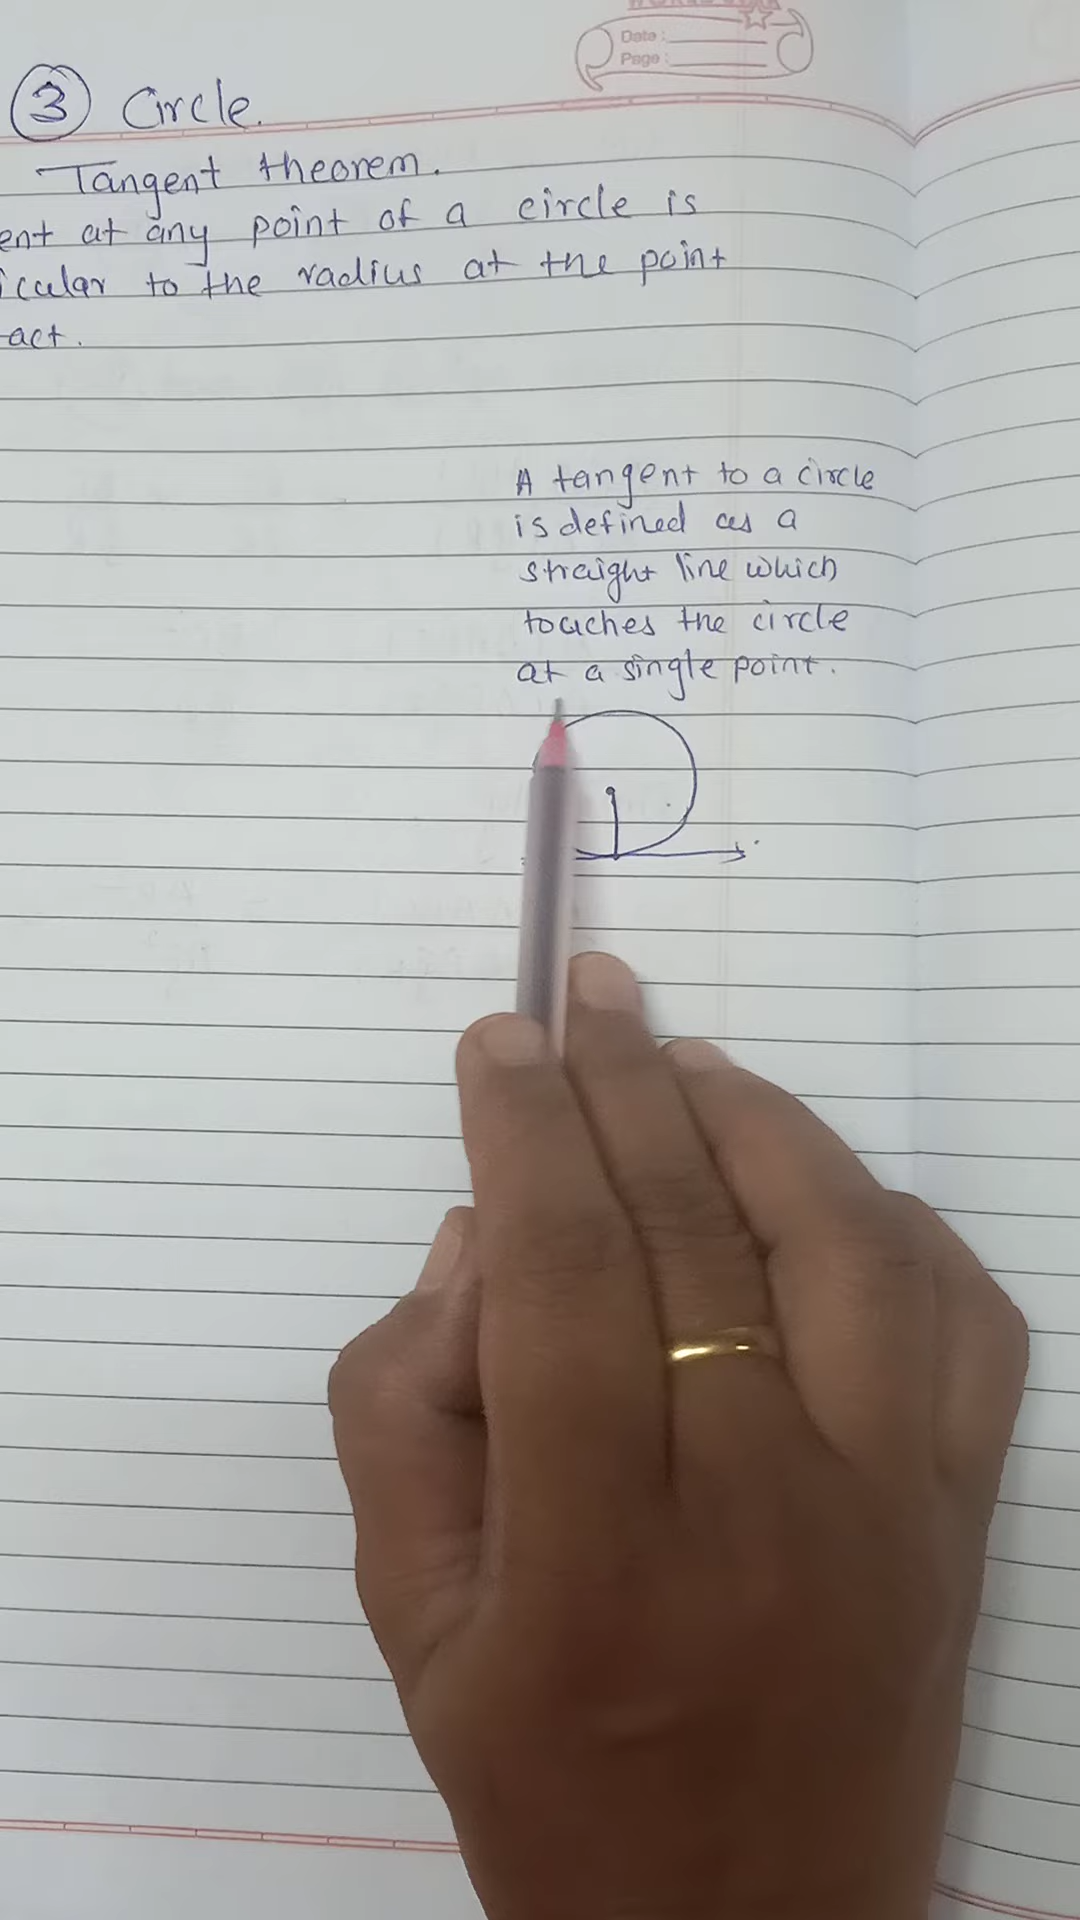 Date :
Page :
3 Circle.
Tangent theorem.
ent at any point of a circle is
icular to the radius at the point
act.
A tangent to a circle
is defined as a
straight line which
touches the circle
at a single point.